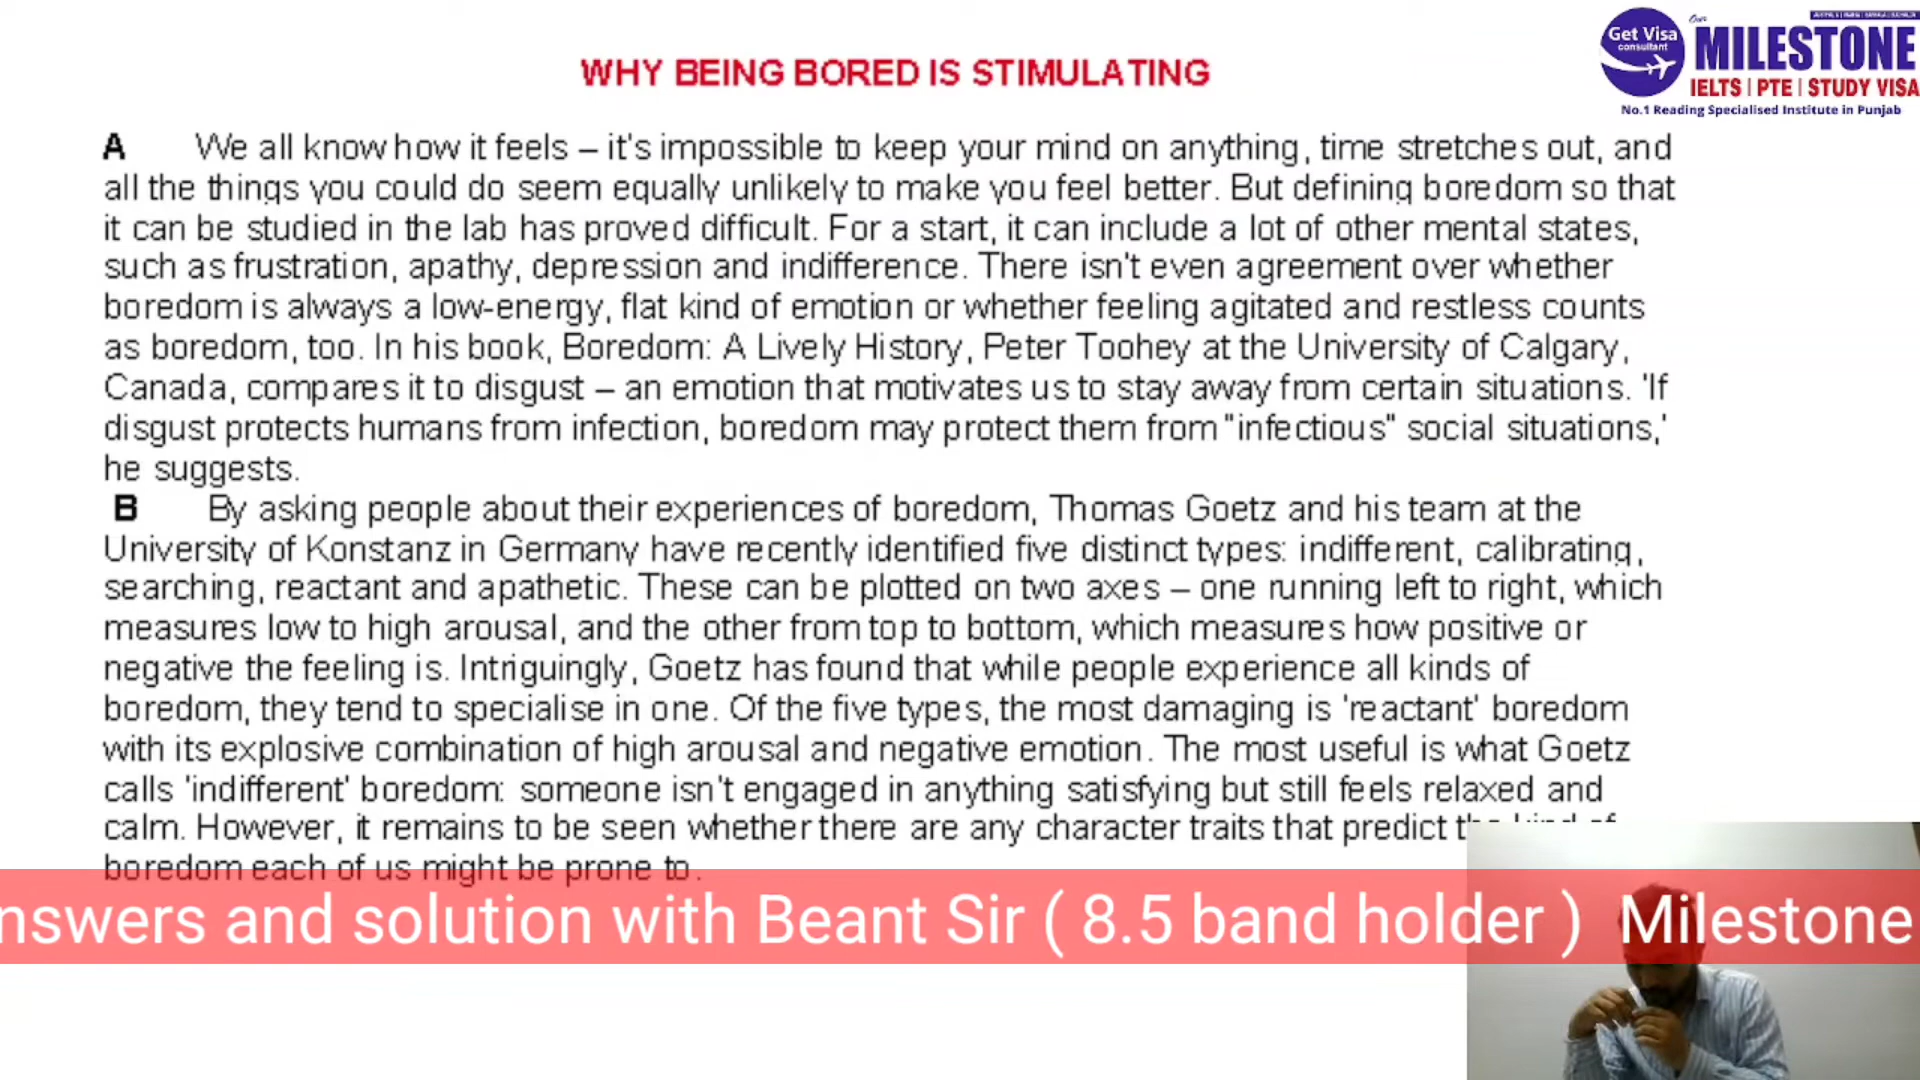 Get Visa
consultant
Our
MILESTONE
IELTS | PTE | STUDY VISA
No.1 Reading Specialised Institute in Punjab
WHY BEING BORED IS STIMULATING
A We all know how it feels – it's impossible to keep your mind on anything, time stretches out, and
all the things you could do seem equally unlikely to make you feel better. But defining boredom so that
it can be studied in the lab has proved difficult. For a start, it can include a lot of other mental states,
such as frustration, apathy, depression and indifference. There isn't even agreement over whether
boredom is always a low-energy, flat kind of emotion or whether feeling agitated and restless counts
as boredom, too. In his book, Boredom: A Lively History, Peter Toohey at the University of Calgary,
Canada, compares it to disgust – an emotion that motivates us to stay away from certain situations. 'If
disgust protects humans from infection, boredom may protect them from "infectious" social situations,'
he suggests.
B By asking people about their experiences of boredom, Thomas Goetz and his team at the
University of Konstanz in Germany have recently identified five distinct types: indifferent, calibrating,
searching, reactant and apathetic. These can be plotted on two axes – one running left to right, which
measures low to high arousal, and the other from top to bottom, which measures how positive or
negative the feeling is. Intriguingly, Goetz has found that while people experience all kinds of
boredom, they tend to specialise in one. Of the five types, the most damaging is 'reactant' boredom
with its explosive combination of high arousal and negative emotion. The most useful is what Goetz
calls 'indifferent' boredom: someone isn't engaged in anything satisfying but still feels relaxed and
calm. However, it remains to be seen whether there are any character traits that predict the kind of
boredom each of us might be prone to.
nswers and solution with Beant Sir ( 8.5 band holder ) Milestone